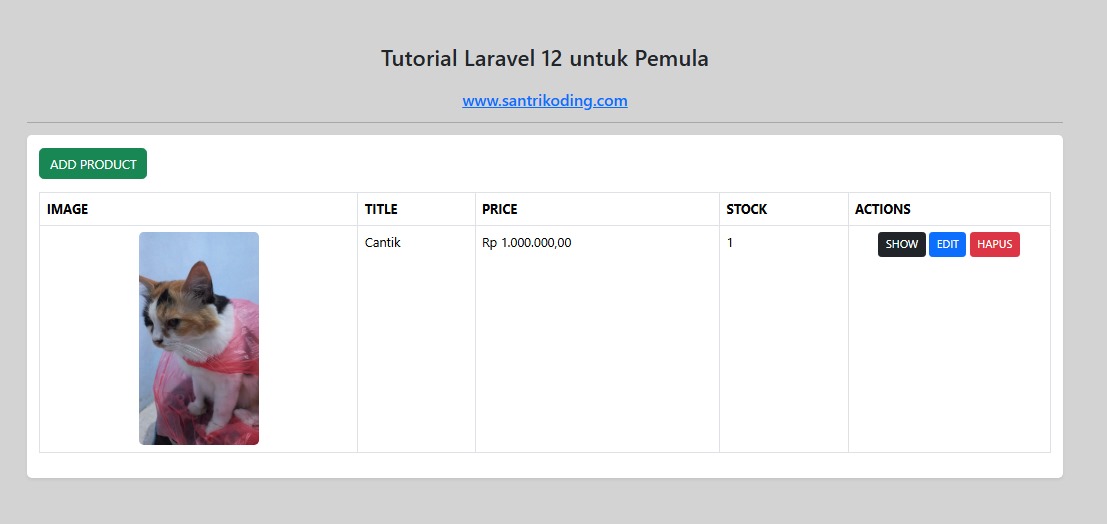 Tutorial Laravel 12 untuk Pemula
www.santrikoding.com
ADD PRODUCT
IMAGE TITLE PRICE STOCK ACTIONS
Cantik Rp 1.000.000,00 1 SHOW EDIT HAPUS